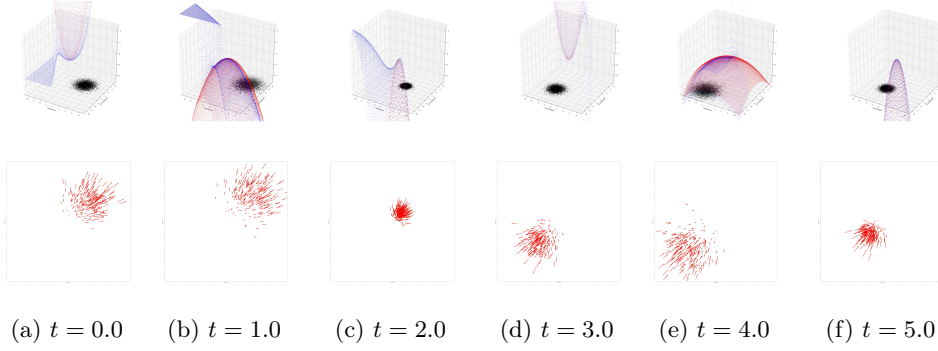 (a) t = 0.0 (b) t = 1.0 (c) t = 2.0 (d) t = 3.0 (e) t = 4.0 (f) t = 5.0